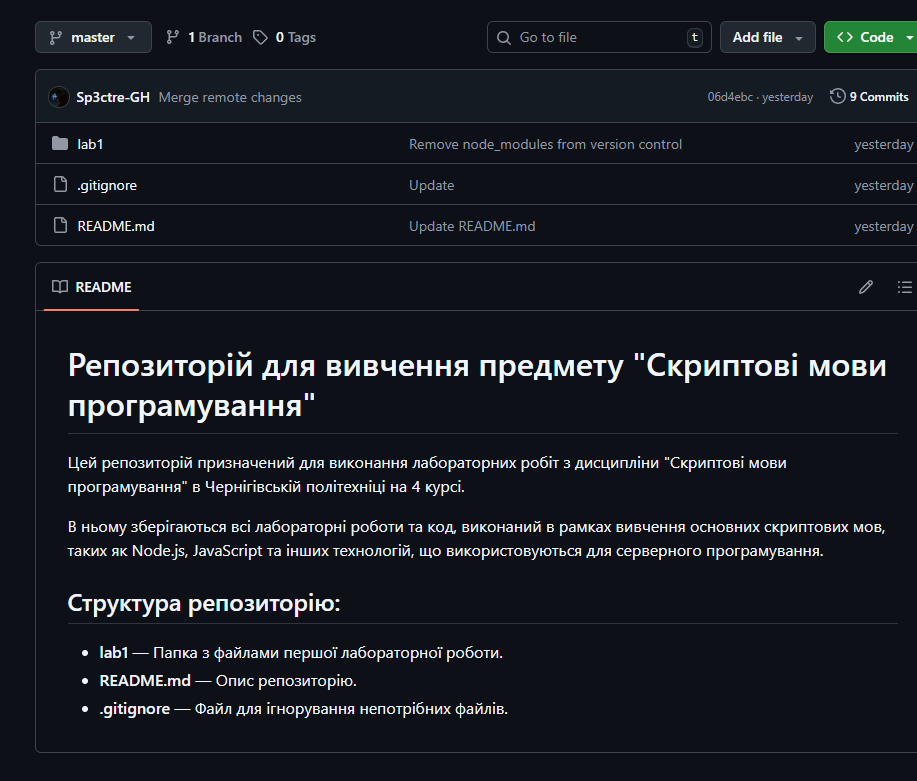 master 1 Branch 0 Tags Go to file t Add file Code
Sp3ctre-GH Merge remote changes 06d4ebc · yesterday 9 Commits
lab1 Remove node_modules from version control yesterday
.gitignore Update yesterday
README.md Update README.md yesterday
README
Репозиторій для вивчення предмету "Скриптові мови
програмування"
Цей репозиторій призначений для виконання лабораторних робіт з дисципліни "Скриптові мови
програмування" в Чернігівській політехніці на 4 курсі.
В ньому зберігаються всі лабораторні роботи та код, виконаний в рамках вивчення основних скриптових мов,
таких як Node.js, JavaScript та інших технологій, що використовуються для серверного програмування.
Структура репозиторію:
• lab1 — Папка з файлами першої лабораторної роботи.
• README.md — Опис репозиторію.
• .gitignore — Файл для ігнорування непотрібних файлів.